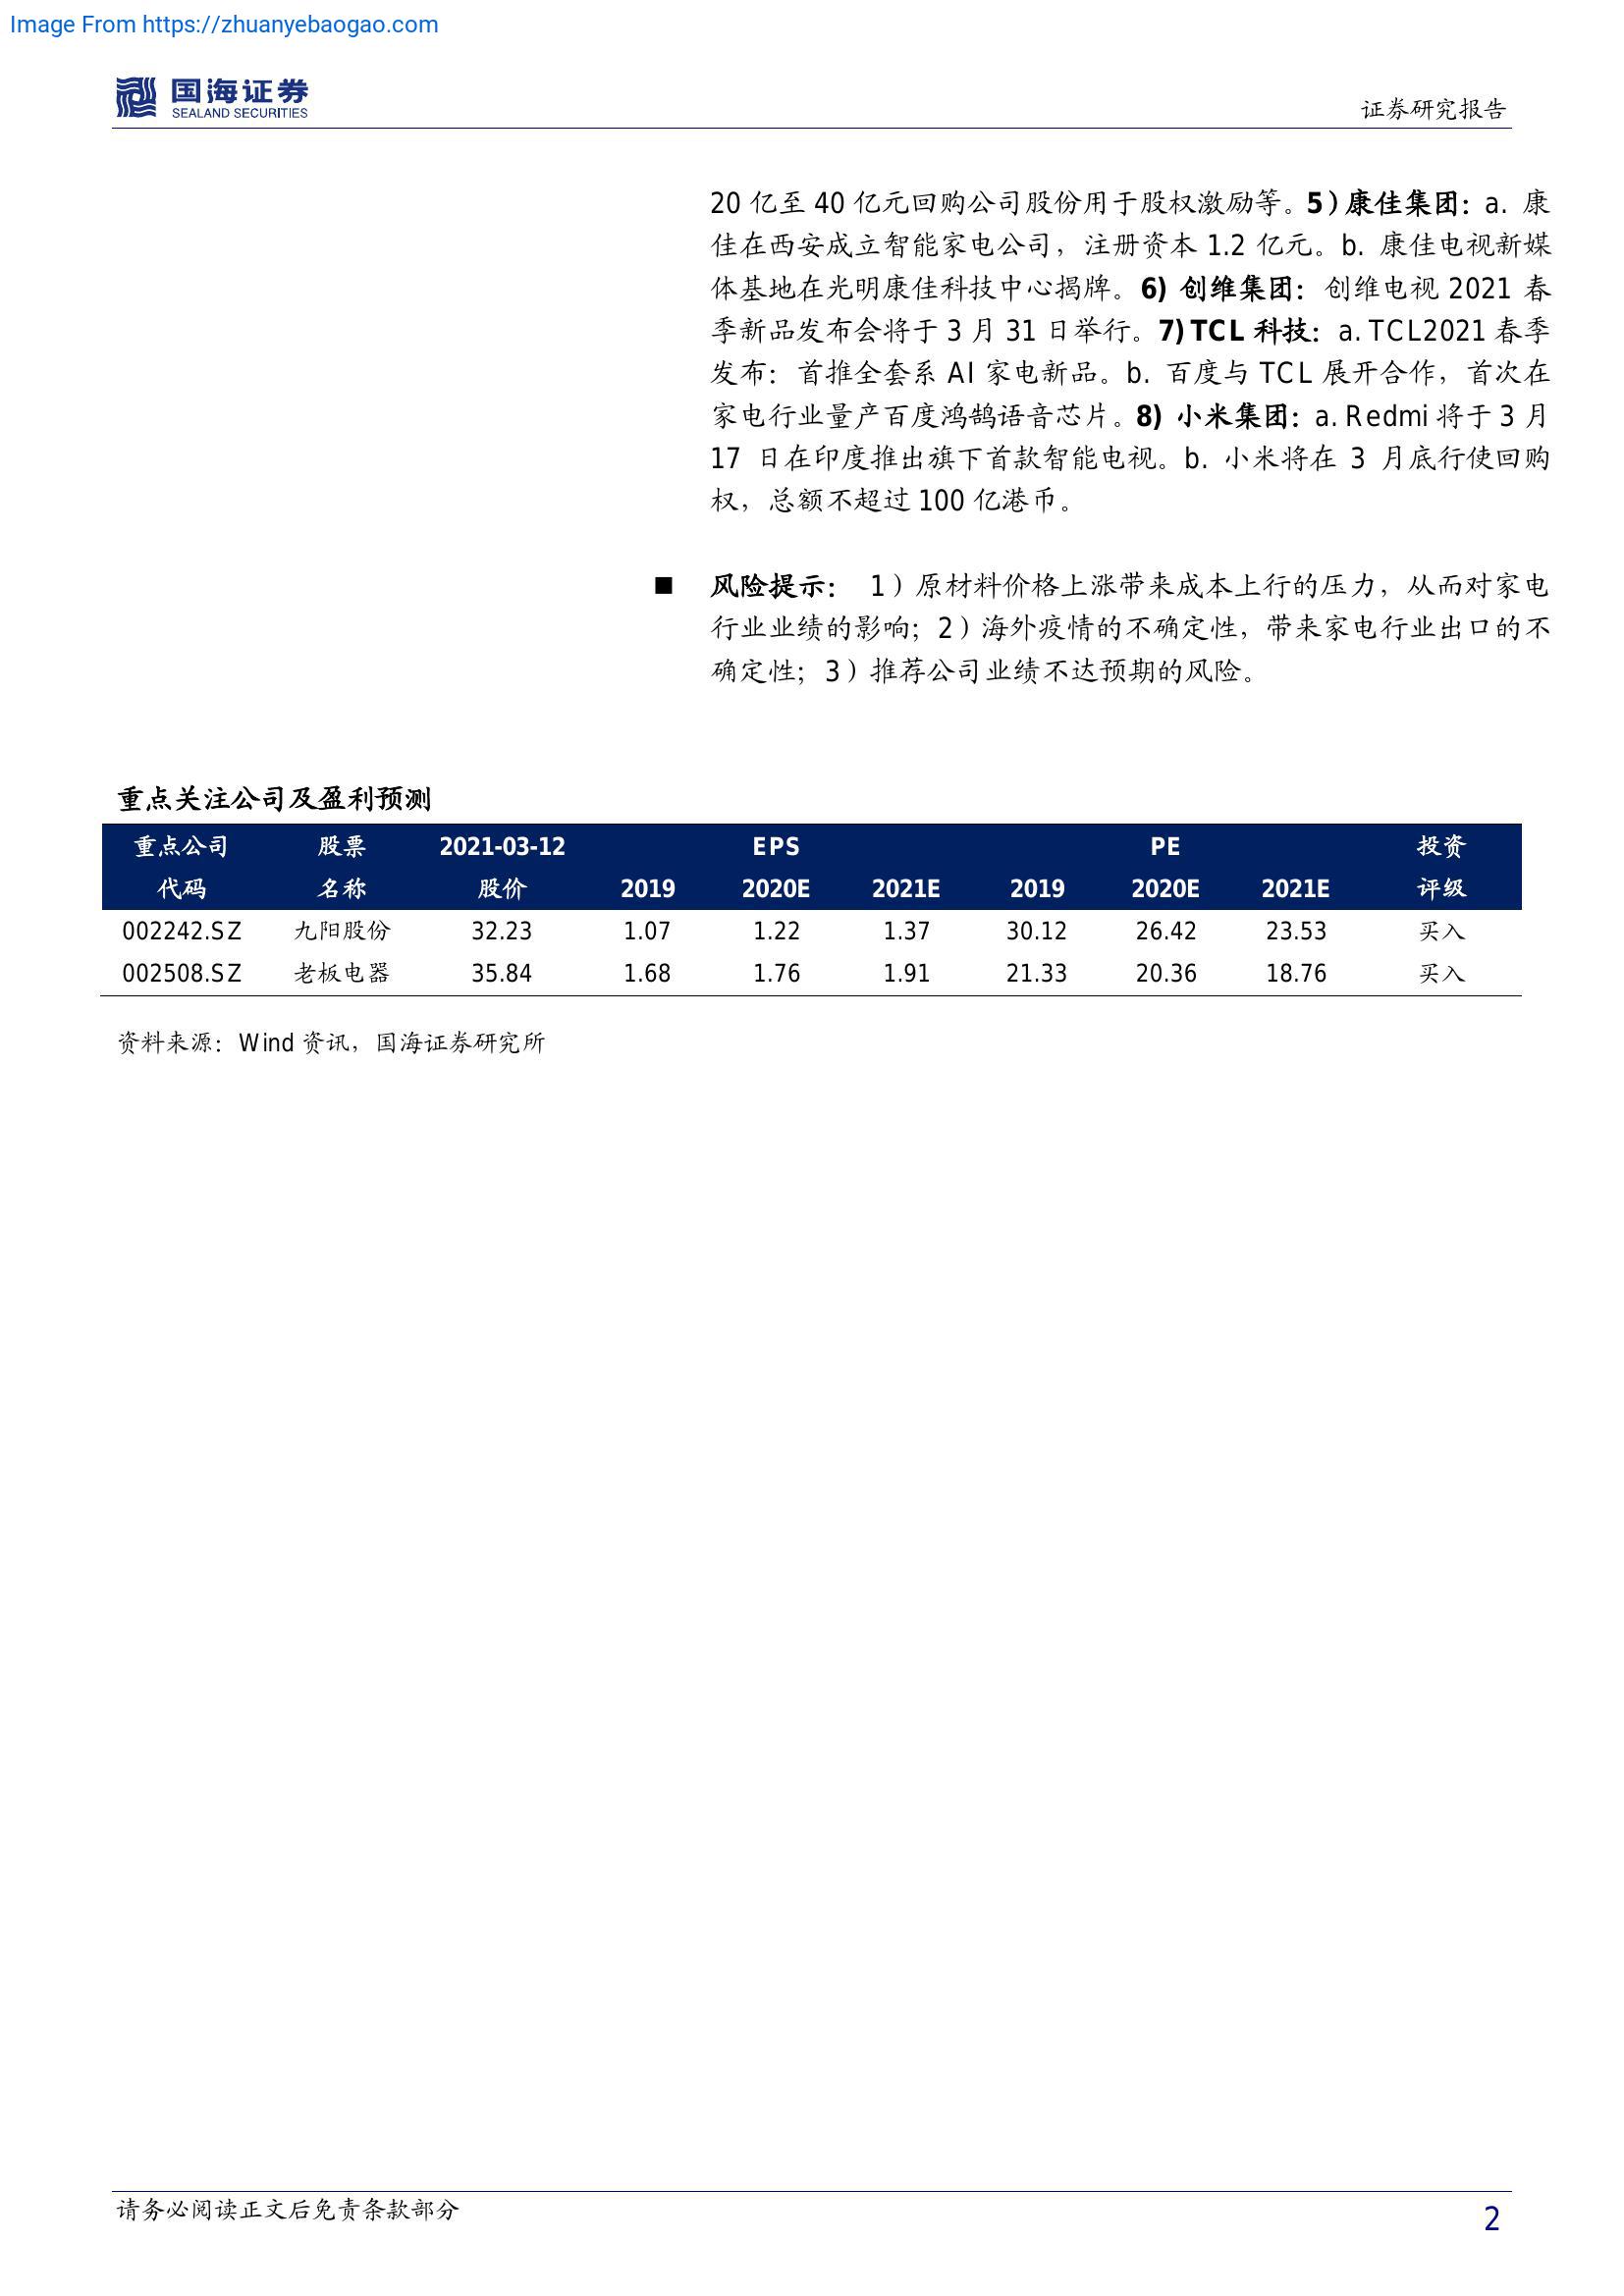 Image From https://zhuanyebaogao.com
国海证券
SEALAND SECURITIES
证券研究报告
20 亿至 40 亿元回购公司股份用于股权激励等。5）康佳集团：a. 康
佳在西安成立智能家电公司，注册资本 1.2 亿元。b. 康佳电视新媒
体基地在光明康佳科技中心揭牌。6) 创维集团：创维电视 2021 春
季新品发布会将于 3 月 31 日举行。7)TCL 科技：a. TCL2021 春季
发布：首推全套系 AI 家电新品。b. 百度与 TCL 展开合作，首次在
家电行业量产百度鸿鹄语音芯片。8) 小米集团：a. Redmi 将于 3 月
17 日在印度推出旗下首款智能电视。b. 小米将在 3 月底行使回购
权，总额不超过 100 亿港币。
■ 风险提示： 1）原材料价格上涨带来成本上行的压力，从而对家电
行业业绩的影响；2）海外疫情的不确定性，带来家电行业出口的不
确定性；3）推荐公司业绩不达预期的风险。
重点关注公司及盈利预测
重点公司 股票 2021-03-12 EPS PE 投资
代码 名称 股价 2019 2020E 2021E 2019 2020E 2021E 评级
002242.SZ 九阳股份 32.23 1.07 1.22 1.37 30.12 26.42 23.53 买入
002508.SZ 老板电器 35.84 1.68 1.76 1.91 21.33 20.36 18.76 买入
资料来源：Wind 资讯，国海证券研究所
请务必阅读正文后免责条款部分
2